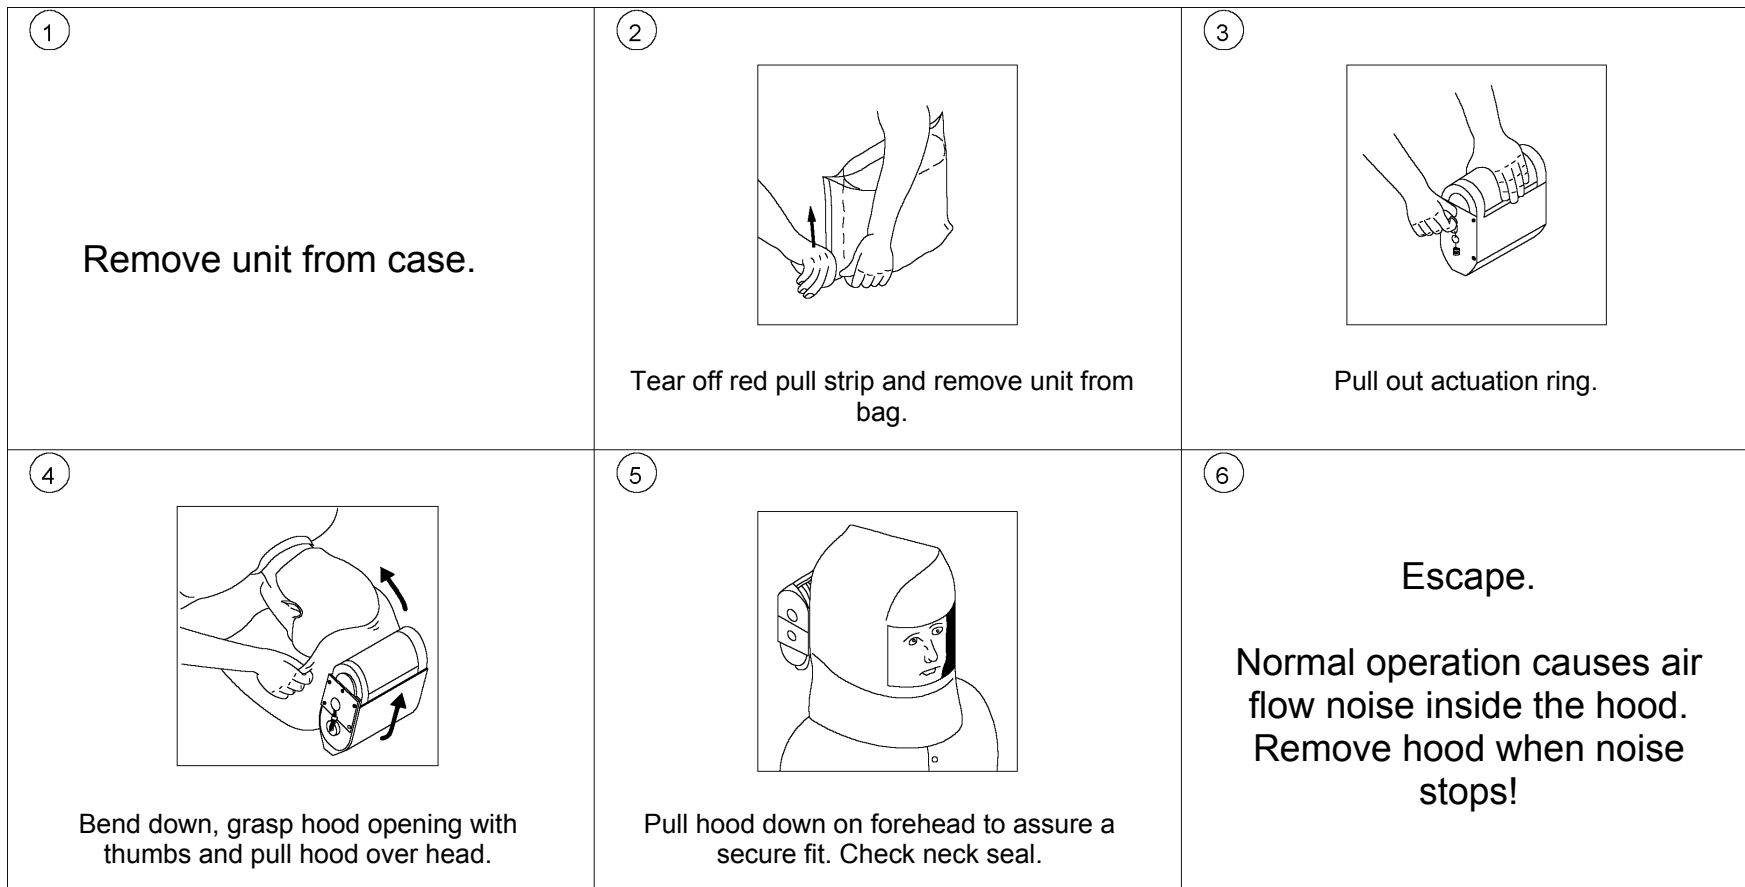 1
Remove unit from case.
2
Tear off red pull strip and remove unit from
bag.
3
Pull out actuation ring.
4
Bend down, grasp hood opening with
thumbs and pull hood over head.
5
Pull hood down on forehead to assure a
secure fit. Check neck seal.
6
Escape.
Normal operation causes air
flow noise inside the hood.
Remove hood when noise
stops!